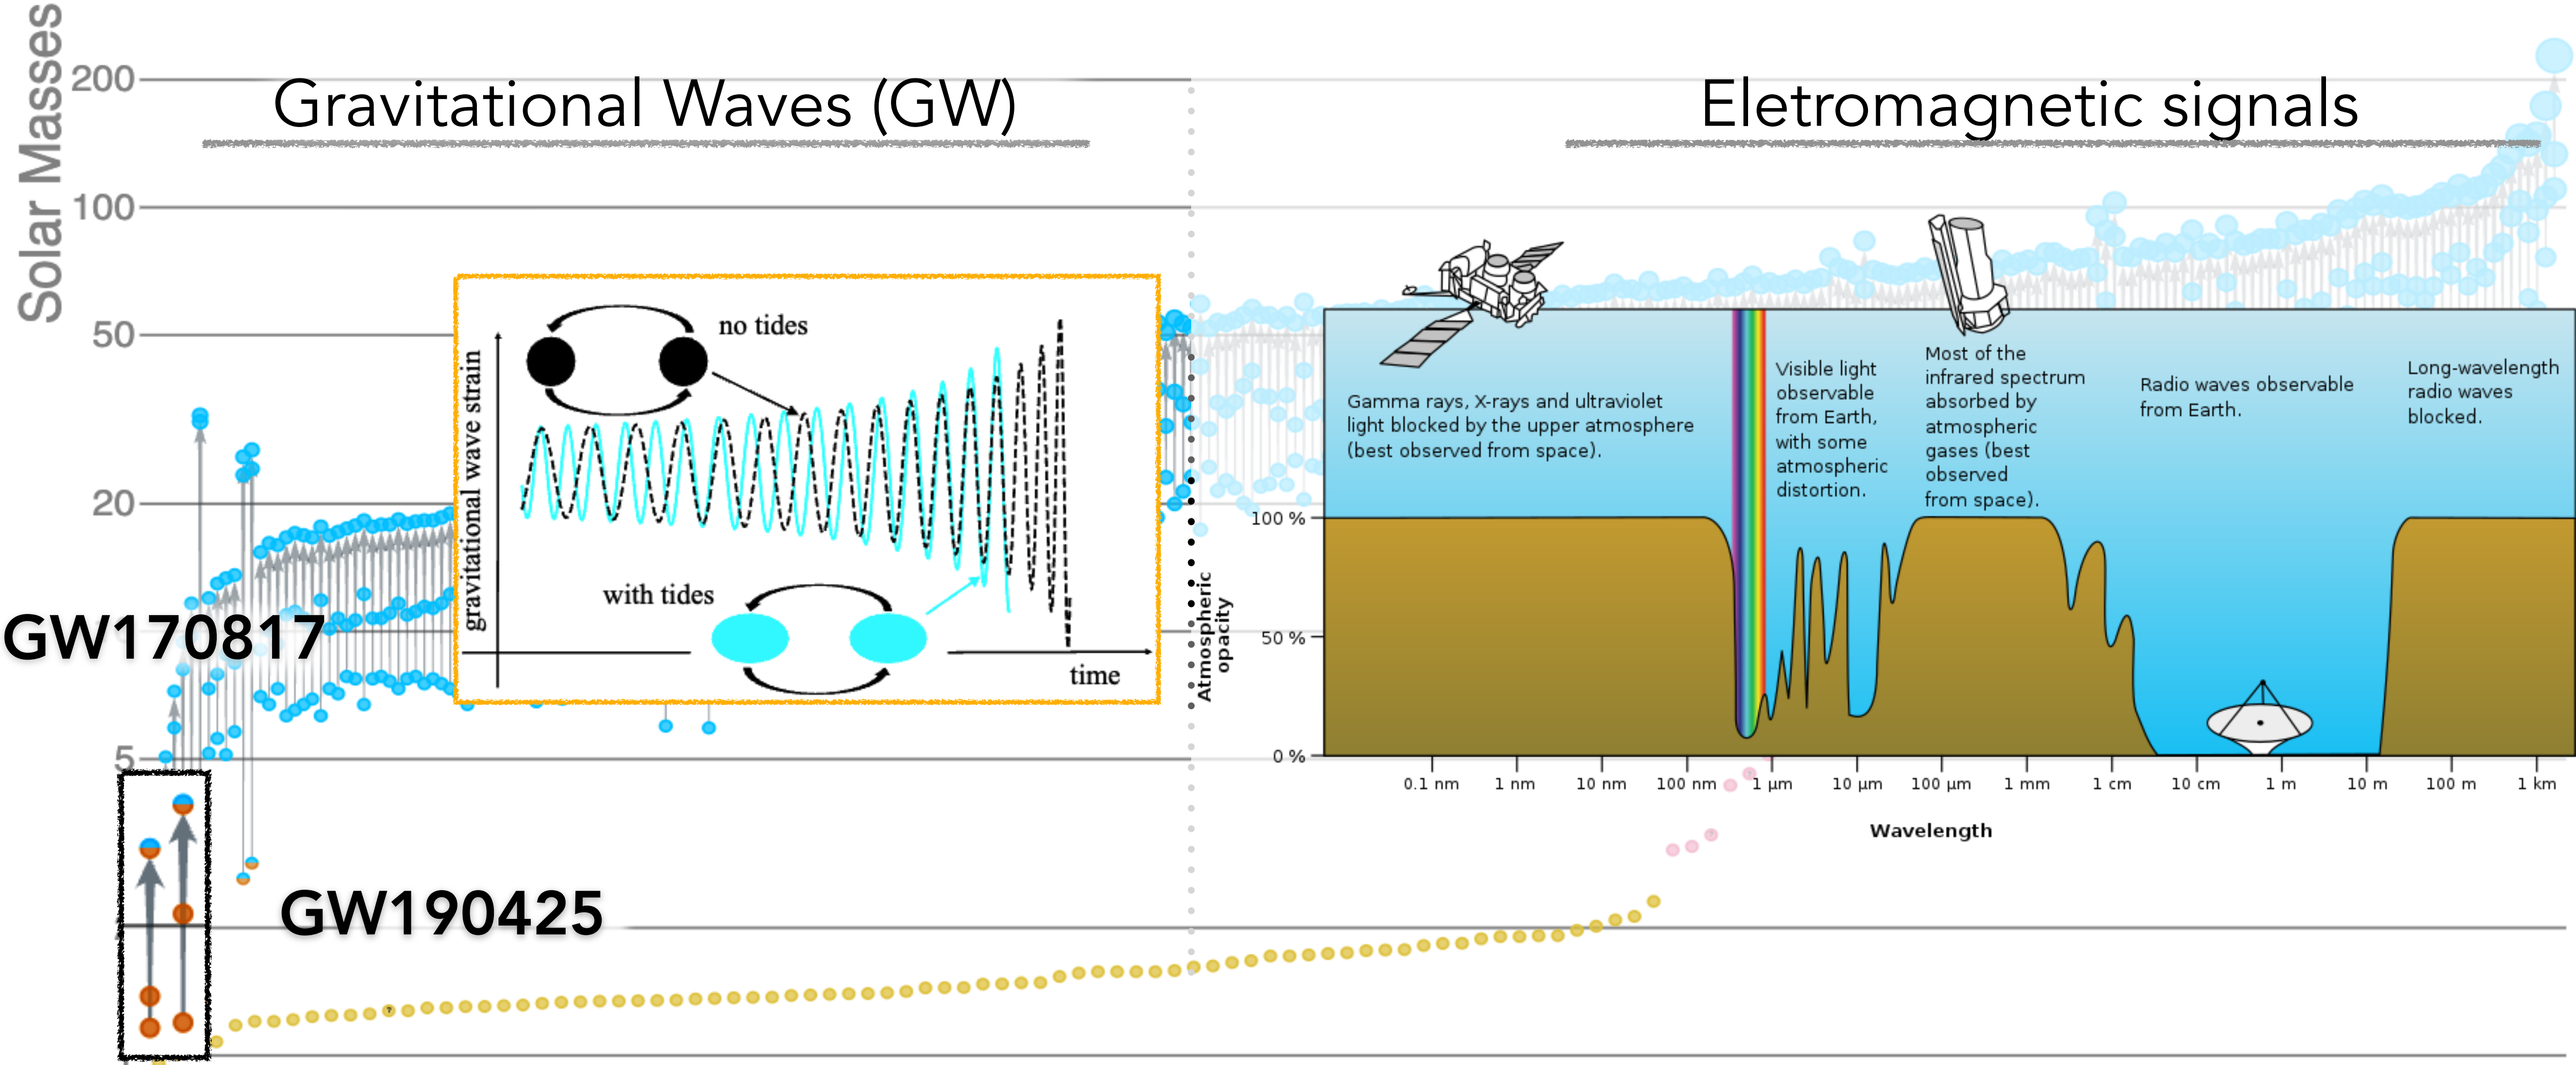 Solar Masses
200
100
50
20
5
Gravitational Waves (GW)
gravitational wave strain
no tides
with tides
time
GW170817
GW190425
Eletromagnetic signals
Gamma rays, X-rays and ultraviolet
light blocked by the upper atmosphere
(best observed from space).
Visible light
observable
from Earth,
with some
atmospheric
distortion.
Most of the
infrared spectrum
absorbed by
atmospheric
gases (best
observed
from space).
Radio waves observable
from Earth.
Long-wavelength
radio waves
blocked.
Atmospheric
opacity
100 %
50 %
0 %
0.1 nm 1 nm 10 nm 100 nm 1 μm 10 μm 100 μm 1 mm 1 cm 10 cm 1 m 10 m 100 m 1 km
Wavelength